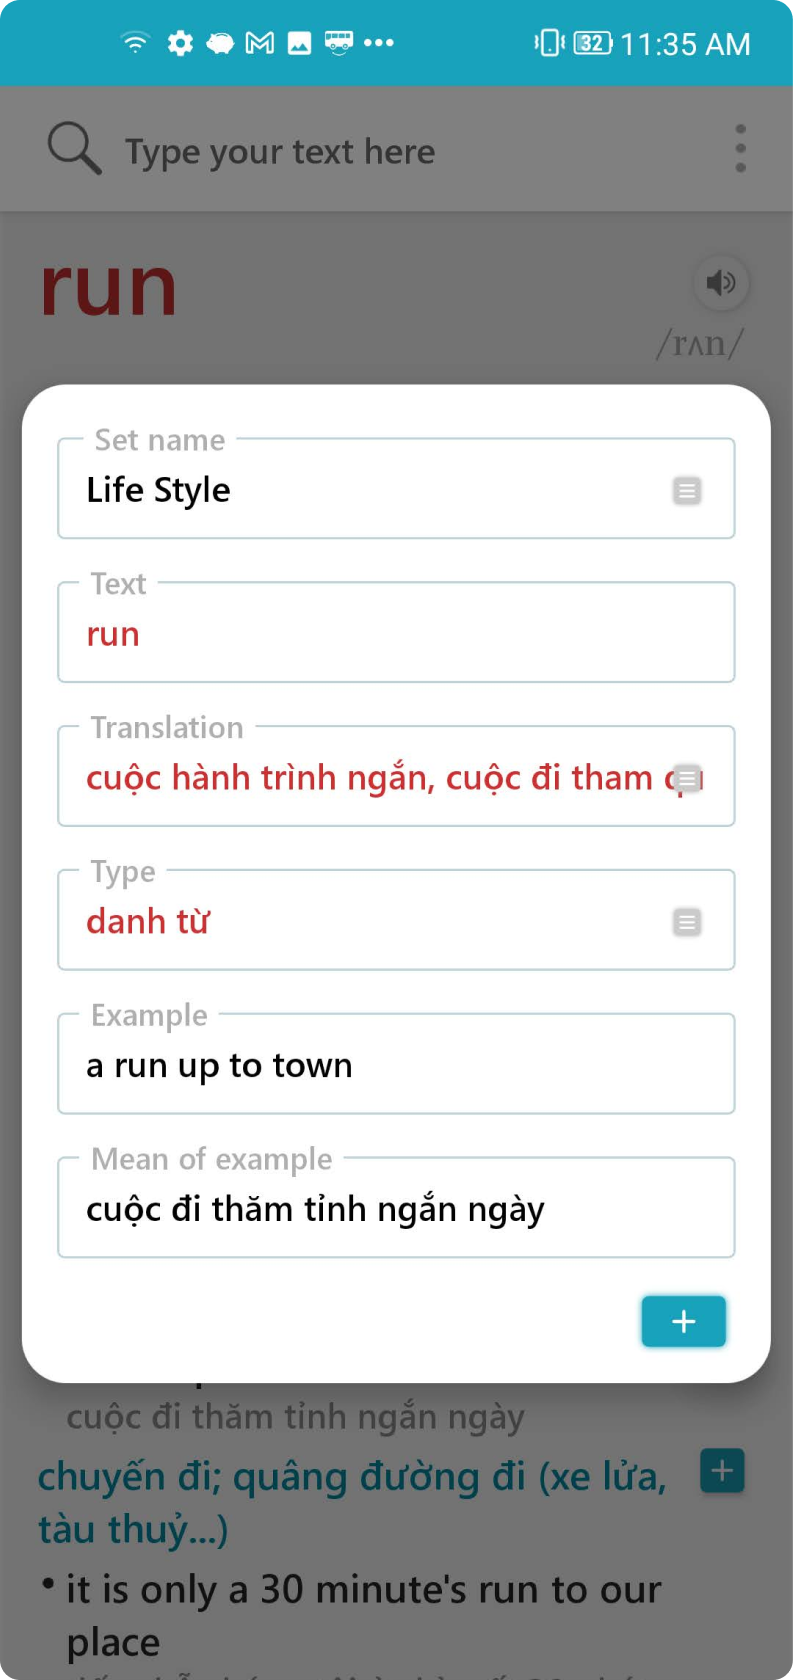 32 11:35 AM
Type your text here
run
/rʌn/
Set name
Life Style
Text
run
Translation
cuộc hành trình ngắn, cuộc đi tham
Type
danh từ
Example
a run up to town
Mean of example
cuộc đi thăm tỉnh ngắn ngày
cuộc đi thăm tỉnh ngắn ngày
chuyến đi; quâng đường đi (xe lửa,
tàu thuỷ...)
• it is only a 30 minute's run to our
place